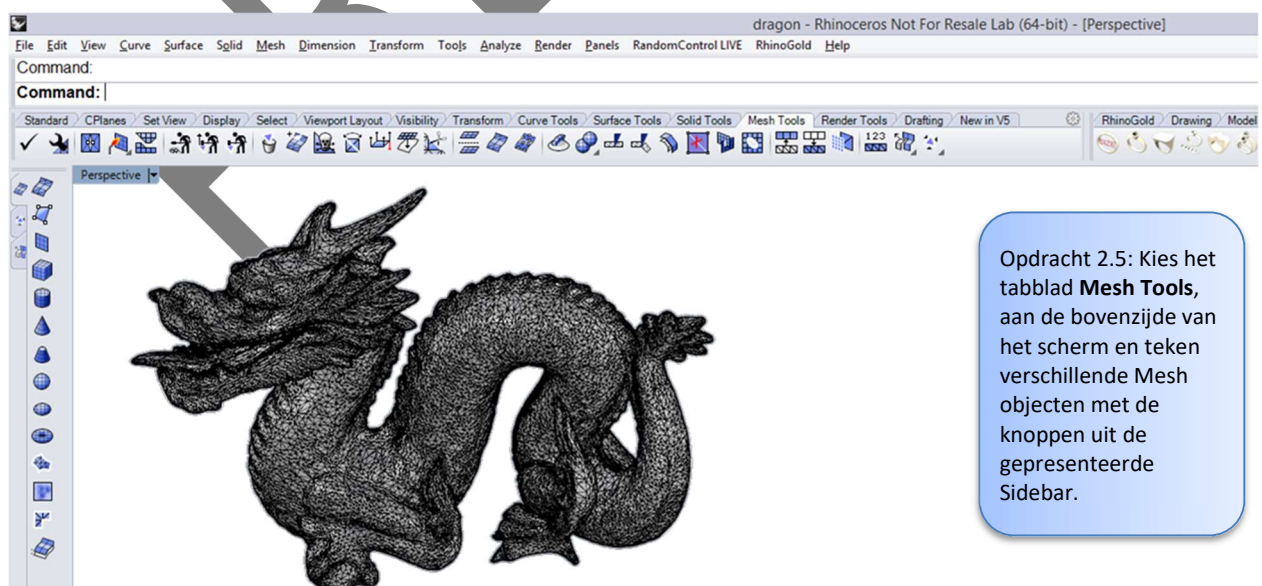 dragon - Rhinoceros Not For Resale Lab (64-bit) - [Perspective]
File Edit View Curve Surface Solid Mesh Dimension Transform Tools Analyze Render Panels RandomControl LIVE RhinoGold Help
Command:
Command:
Standard CPlanes Set View Display Select Viewport Layout Visibility Transform Curve Tools Surface Tools Solid Tools Mesh Tools Render Tools Drafting New in V5 RhinoGold Drawing Model
123
Perspective
Opdracht 2.5: Kies het
tabblad Mesh Tools,
aan de bovenzijde van
het scherm en teken
verschillende Mesh
objecten met de
knoppen uit de
gepresenteerde
Sidebar.